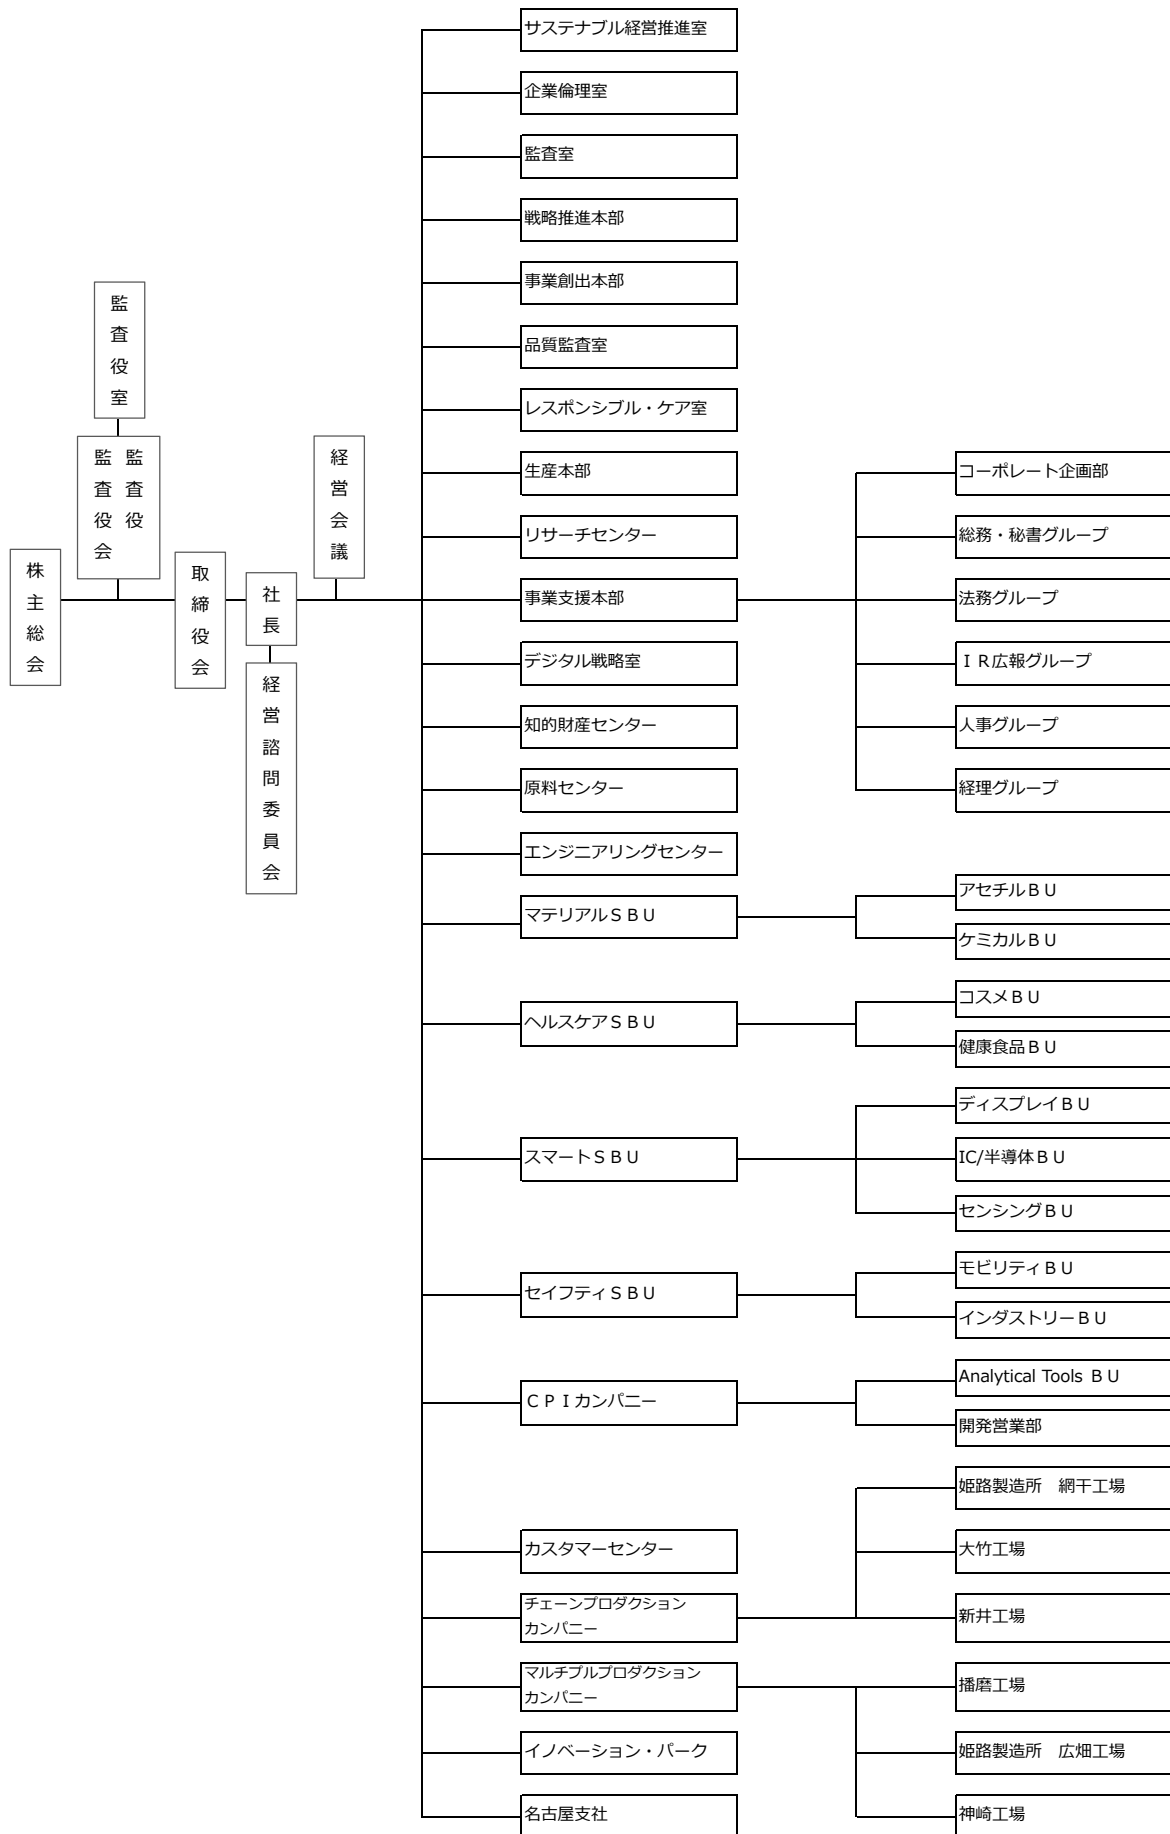 株主総会
監査役室
監査役
監査役会
取締役会
社長
経営諮問委員会
経営会議
サステナブル経営推進室
企業倫理室
監査室
戦略推進本部
事業創出本部
品質監査室
レスポンシブル・ケア室
生産本部
リサーチセンター
事業支援本部
コーポレート企画部
総務・秘書グループ
法務グループ
ＩＲ広報グループ
人事グループ
経理グループ
デジタル戦略室
知的財産センター
原料センター
エンジニアリングセンター
マテリアルＳＢＵ
アセチルＢＵ
ケミカルＢＵ
ヘルスケアＳＢＵ
コスメＢＵ
健康食品ＢＵ
スマートＳＢＵ
ディスプレイＢＵ
IC/半導体ＢＵ
センシングＢＵ
セイフティＳＢＵ
モビリティＢＵ
インダストリーＢＵ
ＣＰＩカンパニー
Analytical Tools ＢＵ
開発営業部
カスタマーセンター
チェーンプロダクション
カンパニー
姫路製造所　網干工場
大竹工場
新井工場
マルチプルプロダクション
カンパニー
播磨工場
姫路製造所　広畑工場
神崎工場
イノベーション・パーク
名古屋支社